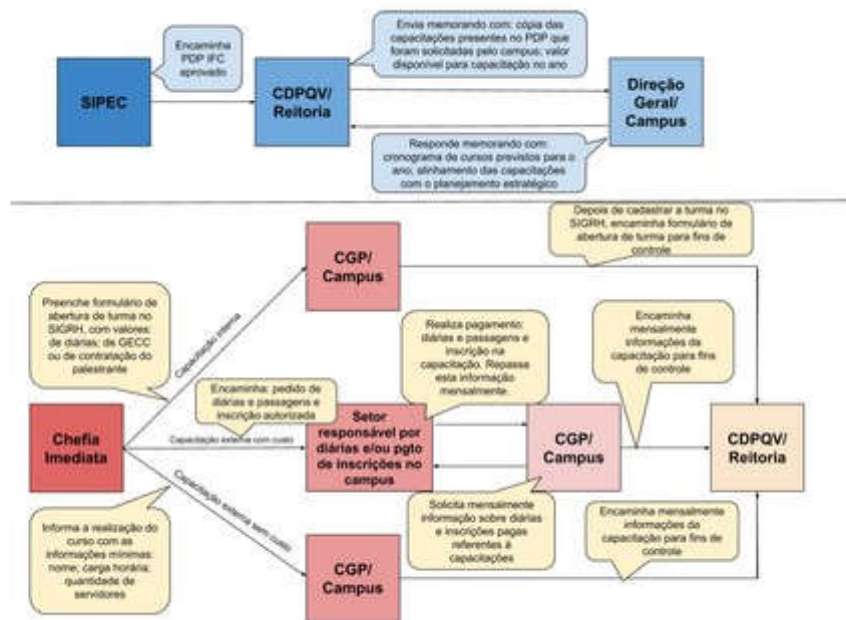 Encaminha
PDP IFC
aprovado
Envia memorando com: cópia das
capacitações presentes no PDP que
foram solicitadas pelo campus; valor
disponível para capacitação no ano
SIPEC
CDPQV/
Reitoria
Direção
Geral/
Campus
Responde memorando com:
cronograma de cursos previstos para o
ano; alinhamento das capacitações
com o planejamento estratégico
Depois de cadastrar a turma no
SIGRH, encaminha formulário de
abertura de turma para fins de
controle
CGP/
Campus
Preenche formulário de
abertura de turma no
SIGRH, com valores:
de diárias; de GECC
ou de contratação do
palestrante
Capacitação interna
Realiza pagamento:
diárias e passagens e
inscrição na
capacitação. Repassa
esta informação
mensalmente.
Encaminha
mensalmente
informações da
capacitação para fins
de controle
Encaminha: pedido de
diárias e passagens e
inscrição autorizada
Chefia
Imediata
Capacitação externa com custo
Setor
responsável por
diárias e/ou pgto
de inscrições no
campus
CGP/
Campus
CDPQV/
Reitoria
Capacitação externa sem custo
Informa a realização do
curso com as
informações mínimas:
nome; carga horária;
quantidade de
servidores
Solicita mensalmente
informação sobre diárias
e inscrições pagas
referentes à
capacitações
Encaminha mensalmente
informações da
capacitação para fins de
controle
CGP/
Campus